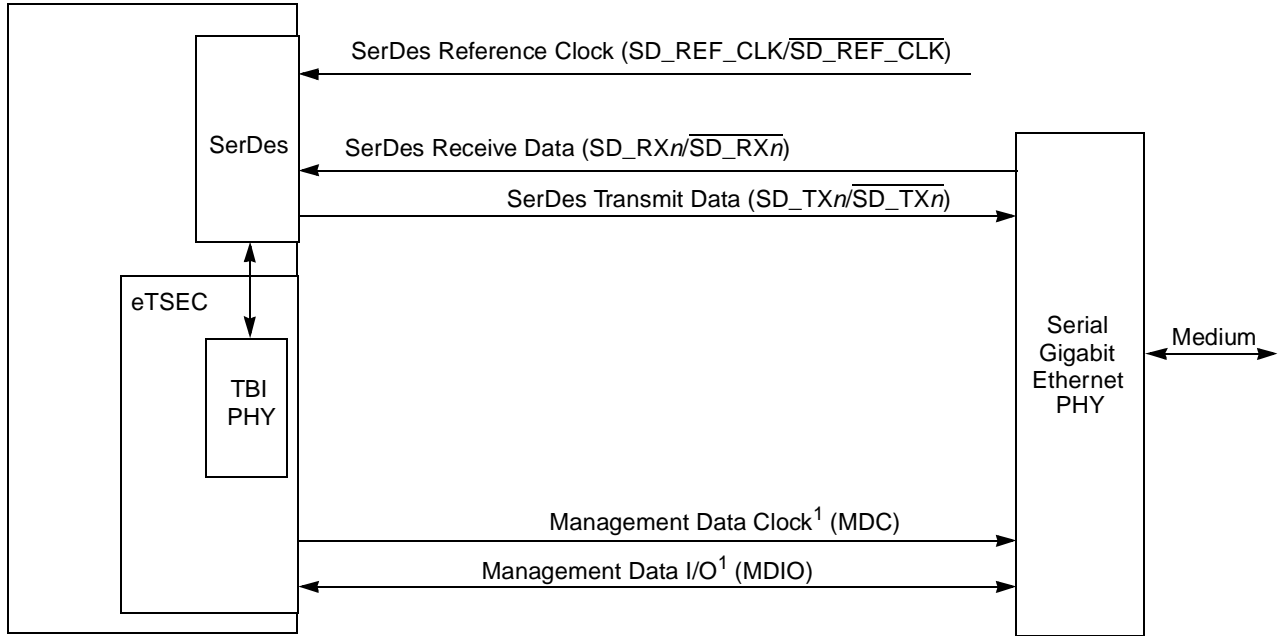 SerDes Reference Clock (SD_REF_CLK/SD_REF_CLK)
SerDes
SerDes Receive Data (SD_RXn/SD_RXn)
SerDes Transmit Data (SD_TXn/SD_TXn)
eTSEC
TBI
PHY
Serial
Gigabit
Ethernet
PHY
Medium
Management Data Clock¹ (MDC)
Management Data I/O¹ (MDIO)